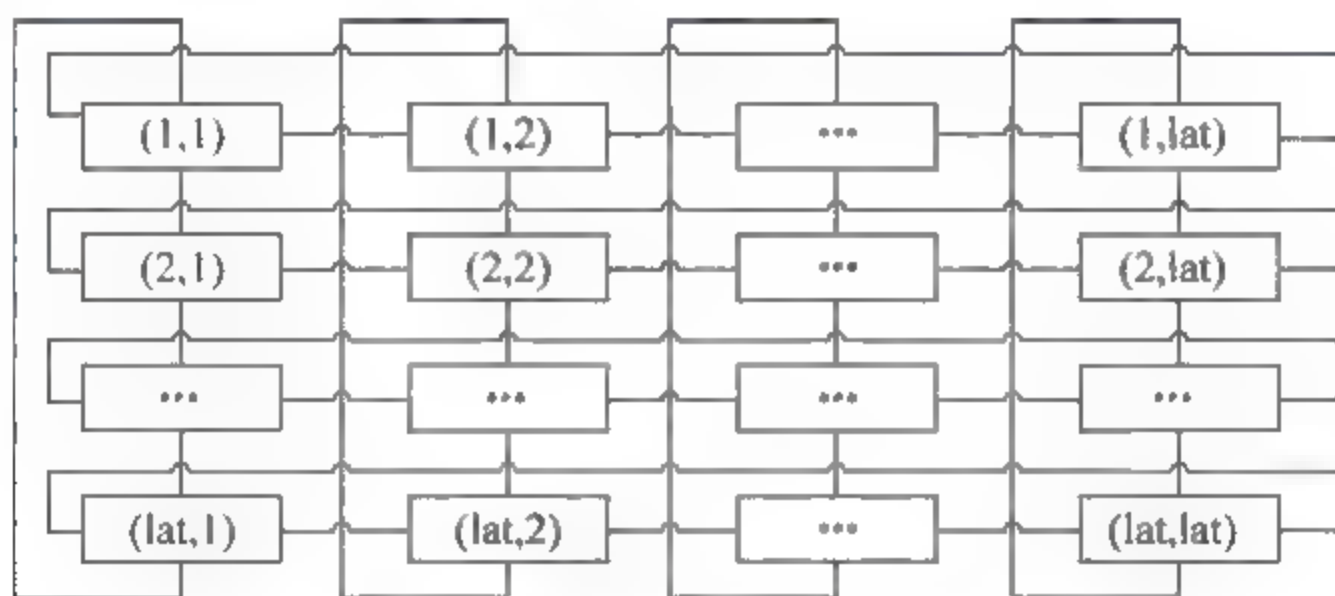 (1,1) (1,2) ... (1,lat)
(2,1) (2,2) ... (2,lat)
... ... ... ...
(lat,1) (lat,2) ... (lat,lat)